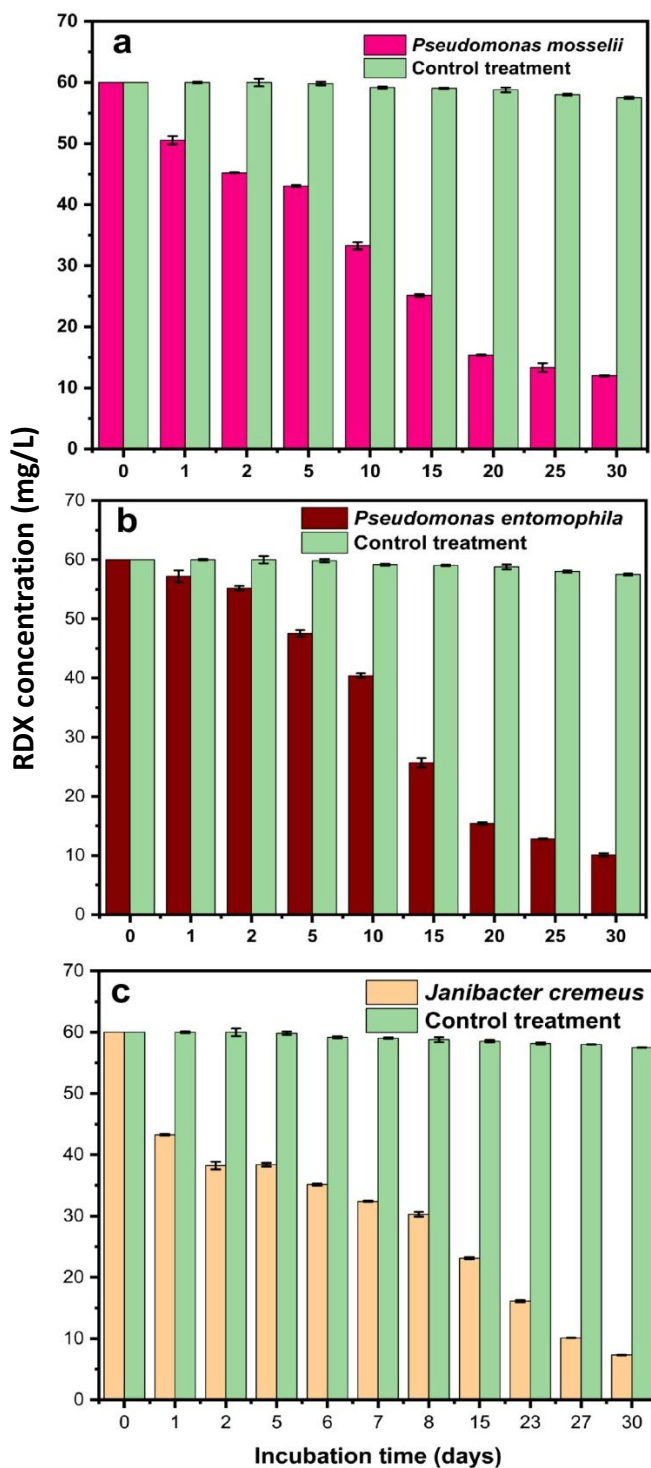 RDX concentration (mg/L)
a
Pseudomonas mosselii
Control treatment
70
60
50
40
30
20
10
0
0 1 2 5 10 15 20 25 30
b
Pseudomonas entomophila
Control treatment
70
60
50
40
30
20
10
0
0 1 2 5 10 15 20 25 30
c
Janibacter cremeus
Control treatment
70
60
50
40
30
20
10
0
0 1 2 5 6 7 8 15 23 27 30
Incubation time (days)